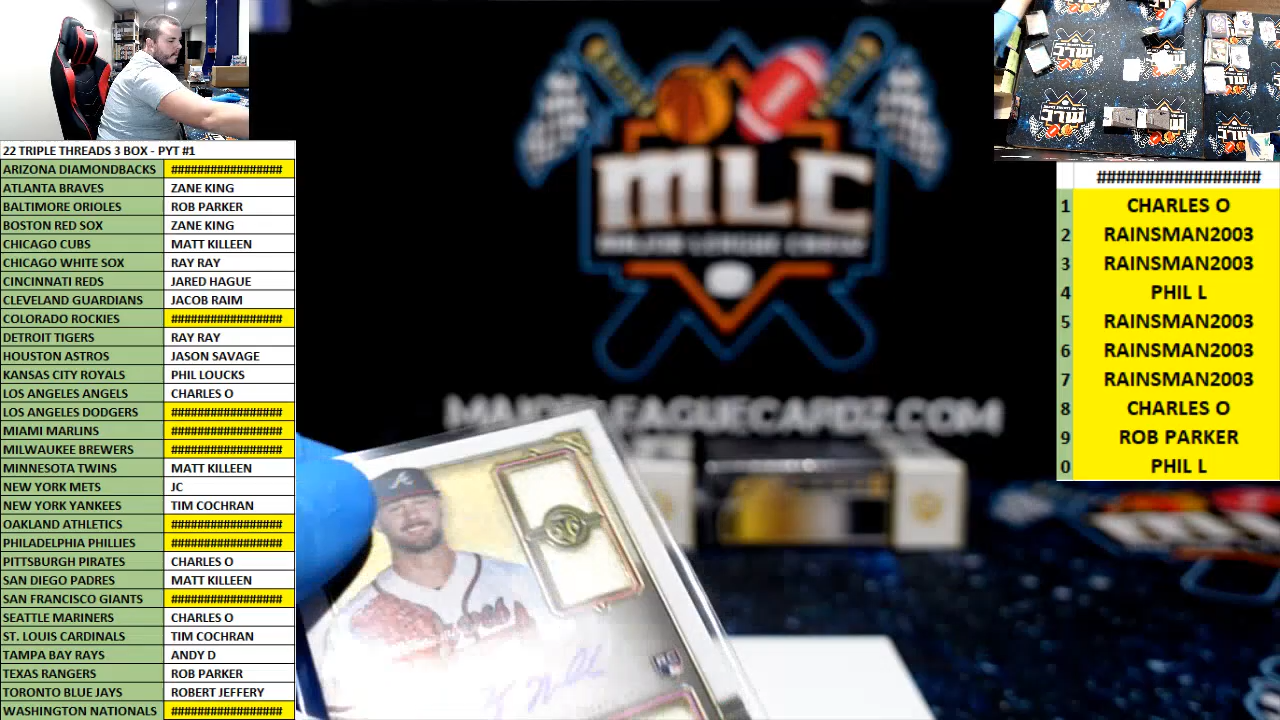 22 TRIPLE THREADS 3 BOX - PYT #1
ARIZONA DIAMONDBACKS #################
ATLANTA BRAVES ZANE KING
BALTIMORE ORIOLES ROB PARKER
BOSTON RED SOX ZANE KING
CHICAGO CUBS MATT KILLEEN
CHICAGO WHITE SOX RAY RAY
CINCINNATI REDS JARED HAGUE
CLEVELAND GUARDIANS JACOB RAIM
COLORADO ROCKIES #################
DETROIT TIGERS RAY RAY
HOUSTON ASTROS JASON SAVAGE
KANSAS CITY ROYALS PHIL LOUCKS
LOS ANGELES ANGELS CHARLES O
LOS ANGELES DODGERS #################
MIAMI MARLINS #################
MILWAUKEE BREWERS #################
MINNESOTA TWINS MATT KILLEEN
NEW YORK METS JC
NEW YORK YANKEES TIM COCHRAN
OAKLAND ATHLETICS #################
PHILADELPHIA PHILLIES #################
PITTSBURGH PIRATES CHARLES O
SAN DIEGO PADRES MATT KILLEEN
SAN FRANCISCO GIANTS #################
SEATTLE MARINERS CHARLES O
ST. LOUIS CARDINALS TIM COCHRAN
TAMPA BAY RAYS ANDY D
TEXAS RANGERS ROB PARKER
TORONTO BLUE JAYS ROBERT JEFFERY
WASHINGTON NATIONALS #################
MLC
MAJOR LEAGUE CARDZ
MAJORLEAGUECARDZ.COM
#################
1 CHARLES O
2 RAINSMAN2003
3 RAINSMAN2003
4 PHIL L
5 RAINSMAN2003
6 RAINSMAN2003
7 RAINSMAN2003
8 CHARLES O
9 ROB PARKER
0 PHIL L